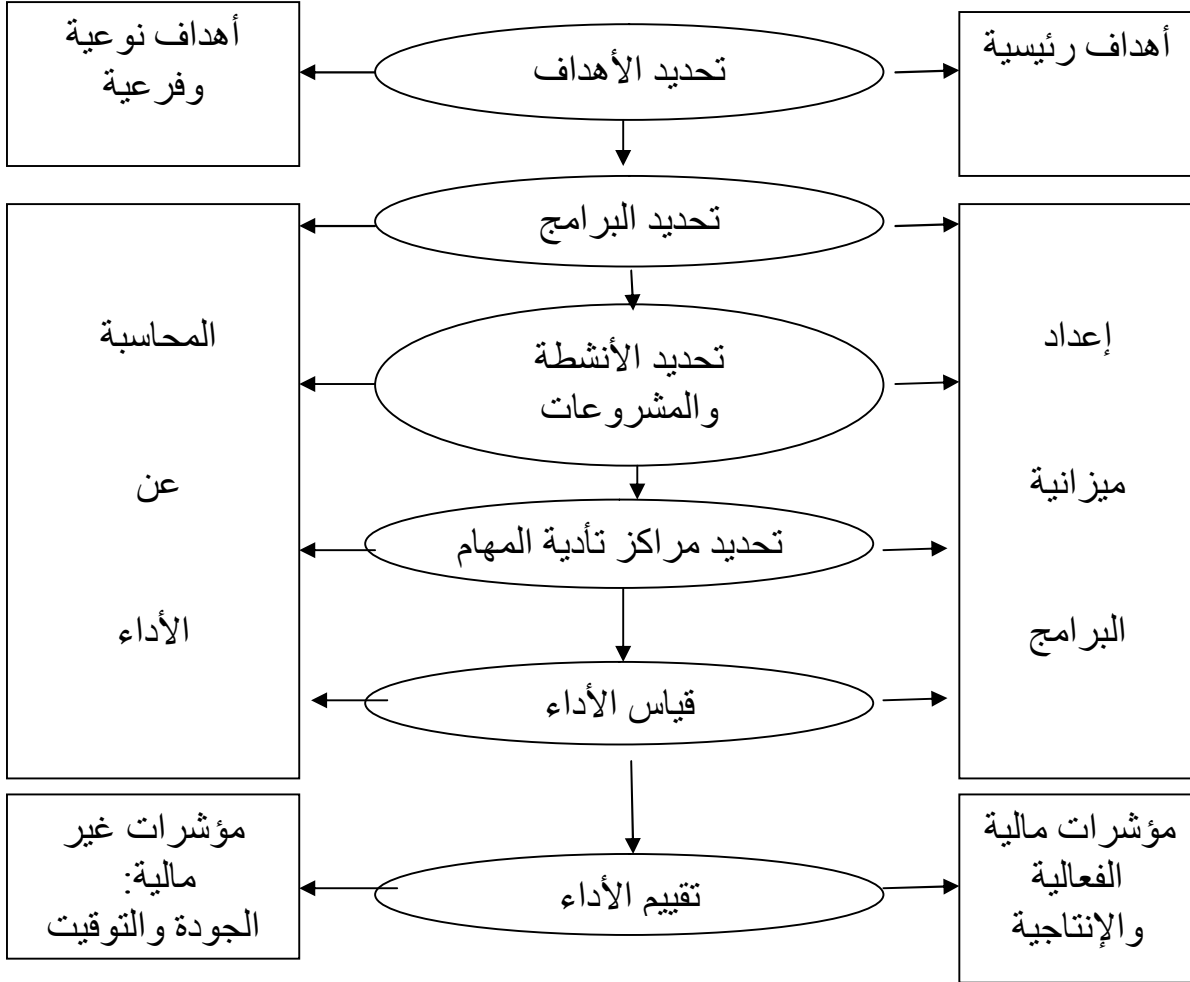 أهداف رئيسية
تحديد الأهداف
أهداف نوعية
وفرعية
تحديد البرامج
إعداد
ميزانية
البرامج
تحديد الأنشطة
والمشروعات
المحاسبة
عن
الأداء
تحديد مراكز تأدية المهام
قياس الأداء
مؤشرات مالية
الفعالية
والإنتاجية
تقييم الأداء
مؤشرات غير
مالية:
الجودة والتوقيت